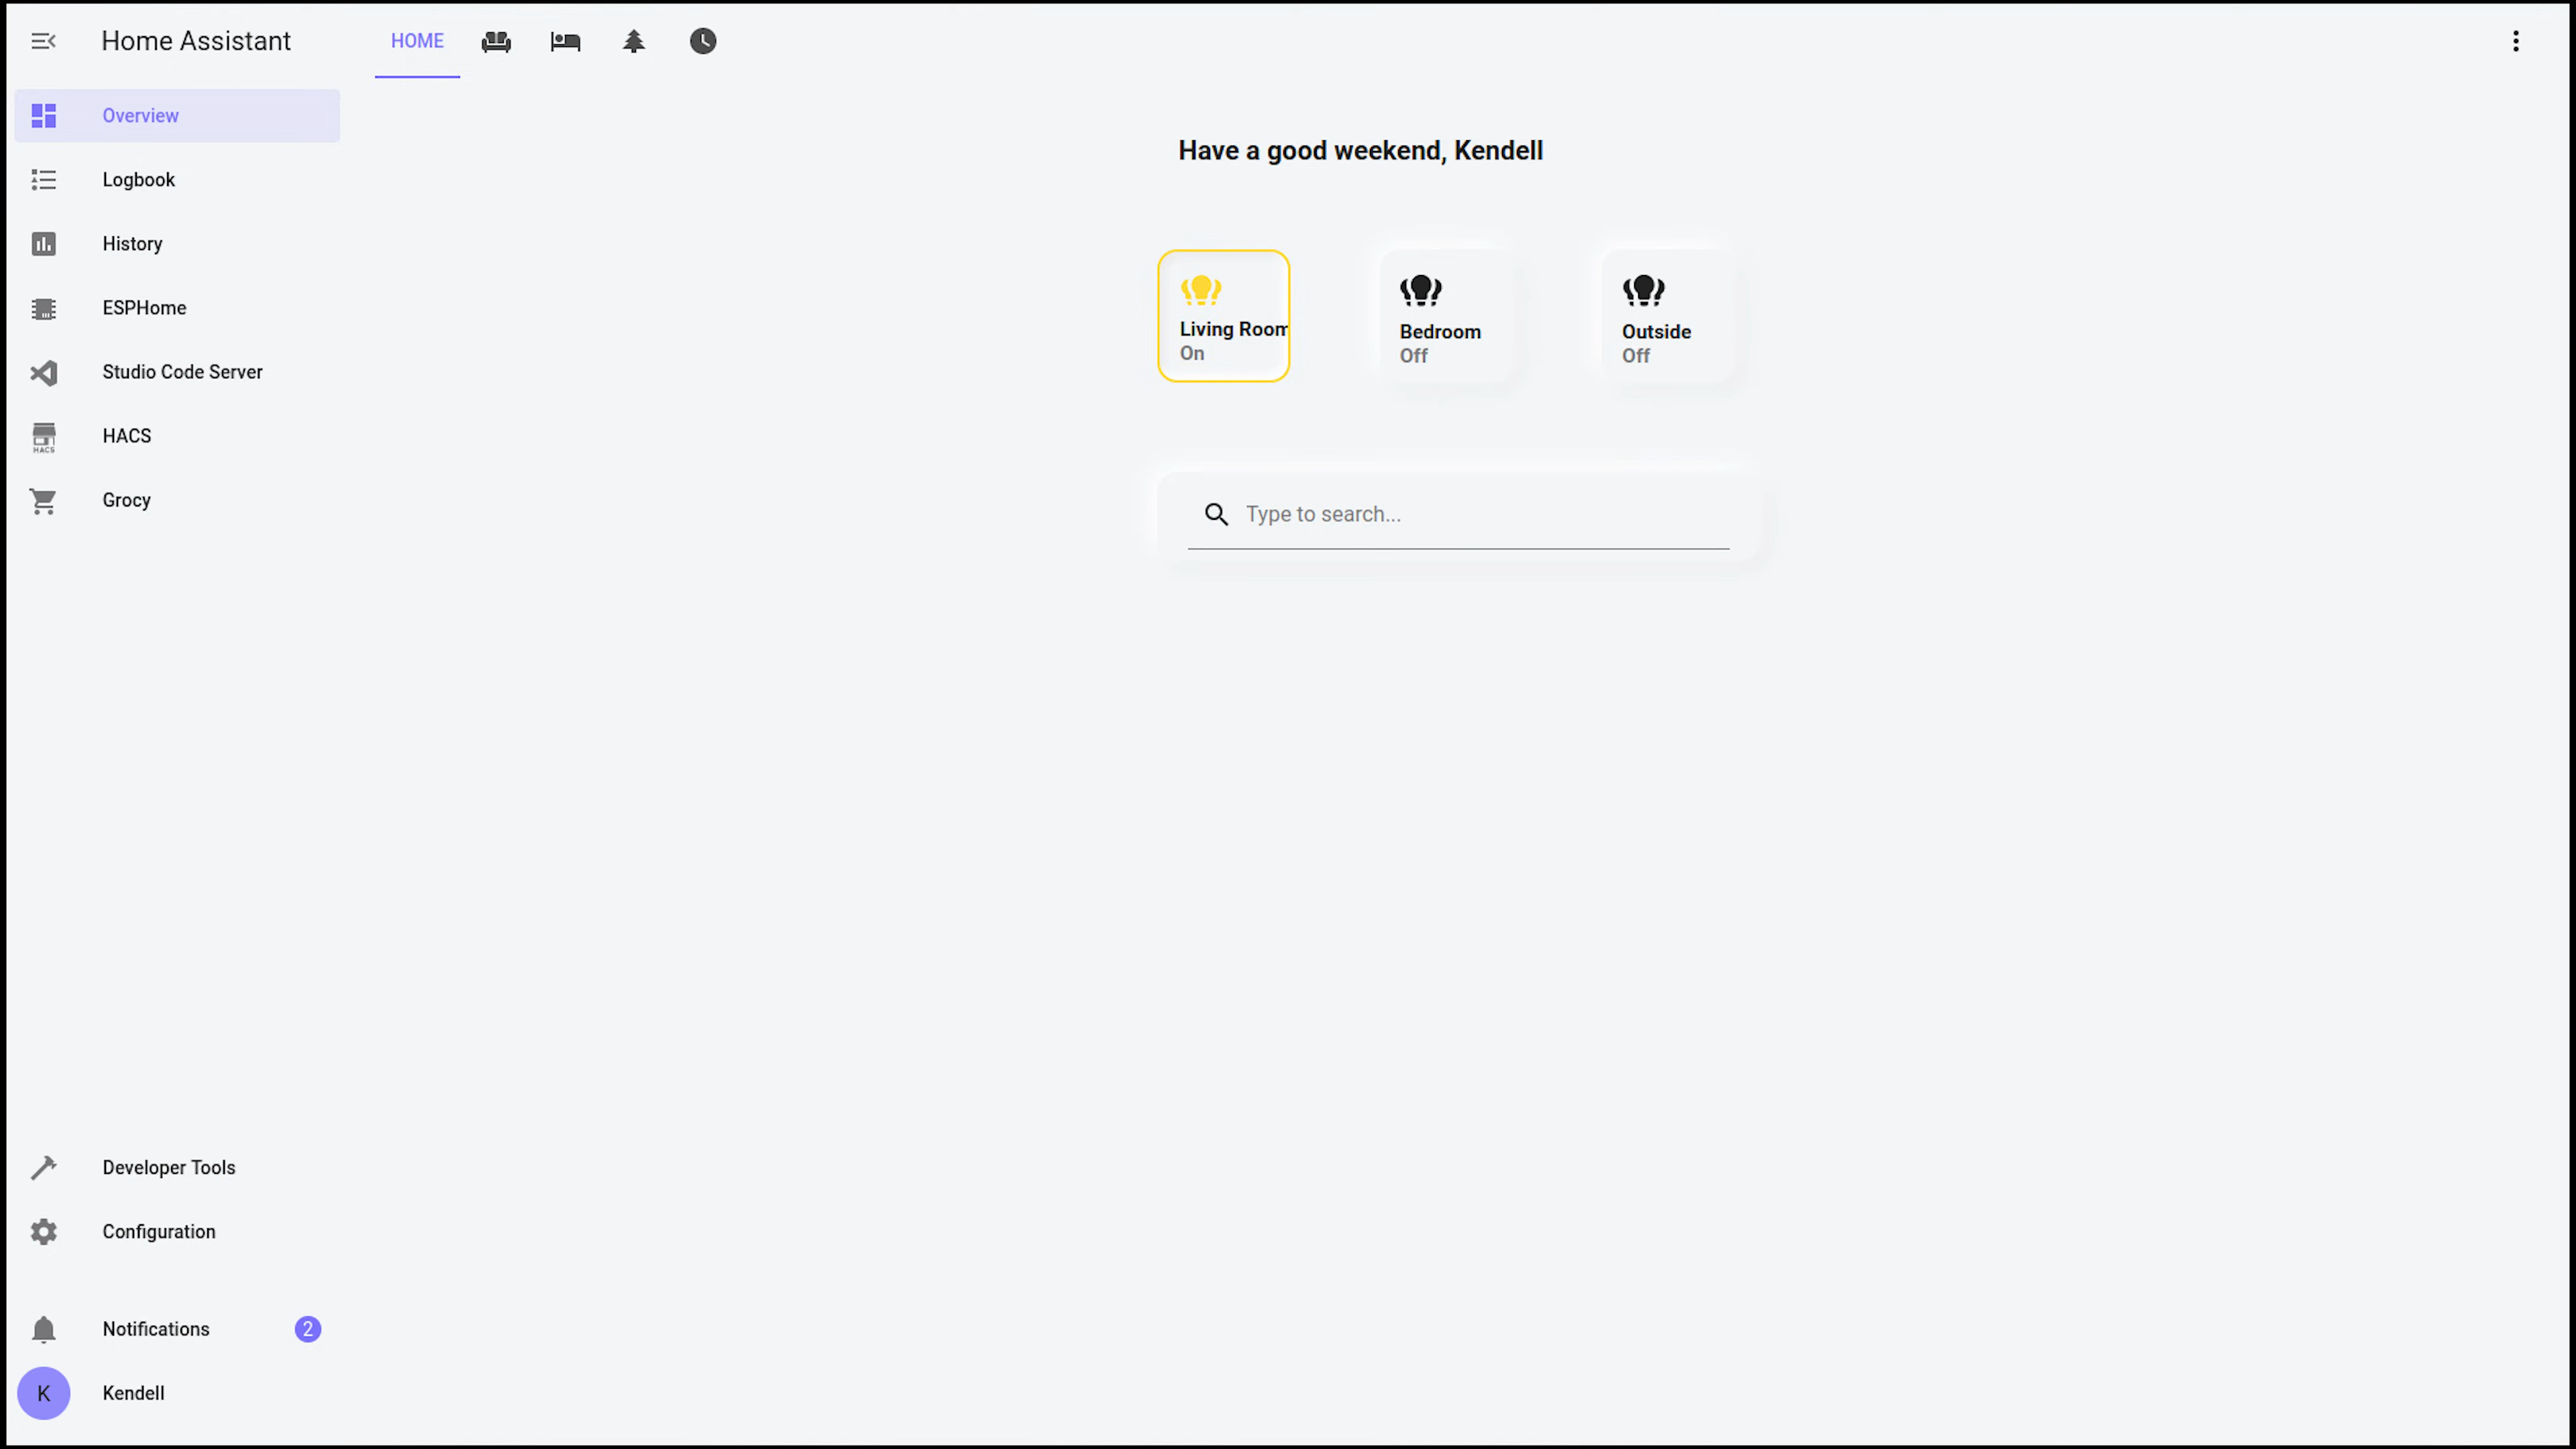 Home Assistant
HOME
Overview
Logbook
History
ESPHome
Studio Code Server
HACS
HACS
Grocy
Developer Tools
Configuration
Notifications 2
K Kendell
Have a good weekend, Kendell
Living Room
On
Bedroom
Off
Outside
Off
Type to search...